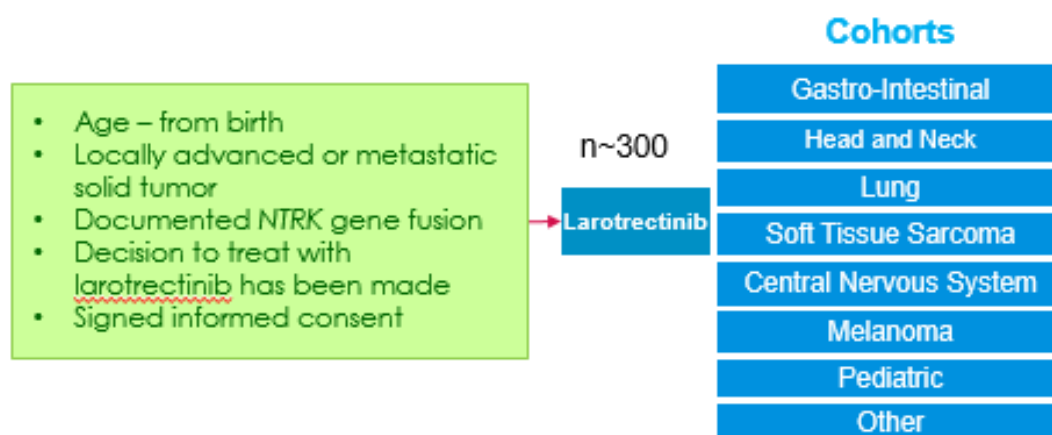 • Age – from birth
• Locally advanced or metastatic
solid tumor
• Documented NTRK gene fusion
• Decision to treat with
larotrectinib has been made
• Signed informed consent
n~300
Larotrectinib
Cohorts
Gastro-Intestinal
Head and Neck
Lung
Soft Tissue Sarcoma
Central Nervous System
Melanoma
Pediatric
Other